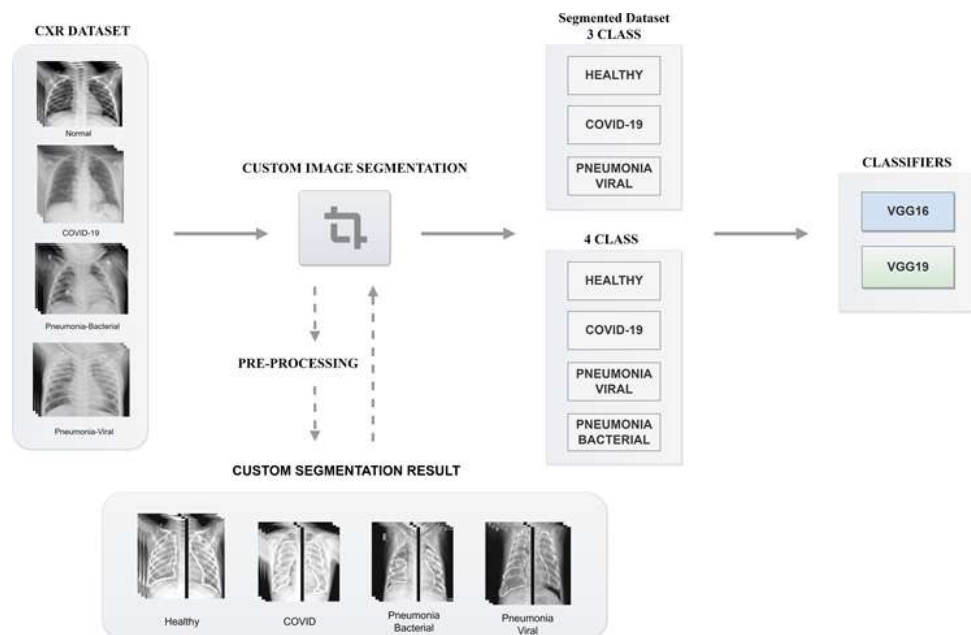 CXR DATASET
Normal
COVID-19
Pneumonia-Bacterial
Pneumonia-Viral
CUSTOM IMAGE SEGMENTATION
PRE-PROCESSING
CUSTOM SEGMENTATION RESULT
Healthy
COVID
Pneumonia
Bacterial
Pneumonia
Viral
Segmented Dataset
3 CLASS
HEALTHY
COVID-19
PNEUMONIA
VIRAL
4 CLASS
HEALTHY
COVID-19
PNEUMONIA
VIRAL
PNEUMONIA
BACTERIAL
CLASSIFIERS
VGG16
VGG19